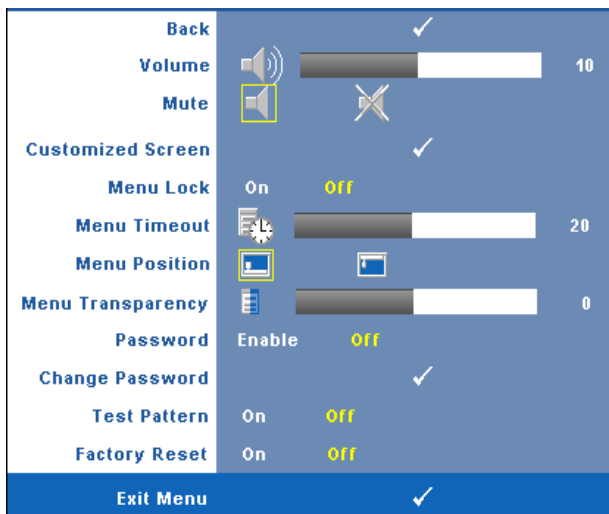 Back
Volume 10
Mute
Customized Screen
Menu Lock On Off
Menu Timeout 20
Menu Position
Menu Transparency 0
Password Enable Off
Change Password
Test Pattern On Off
Factory Reset On Off
Exit Menu